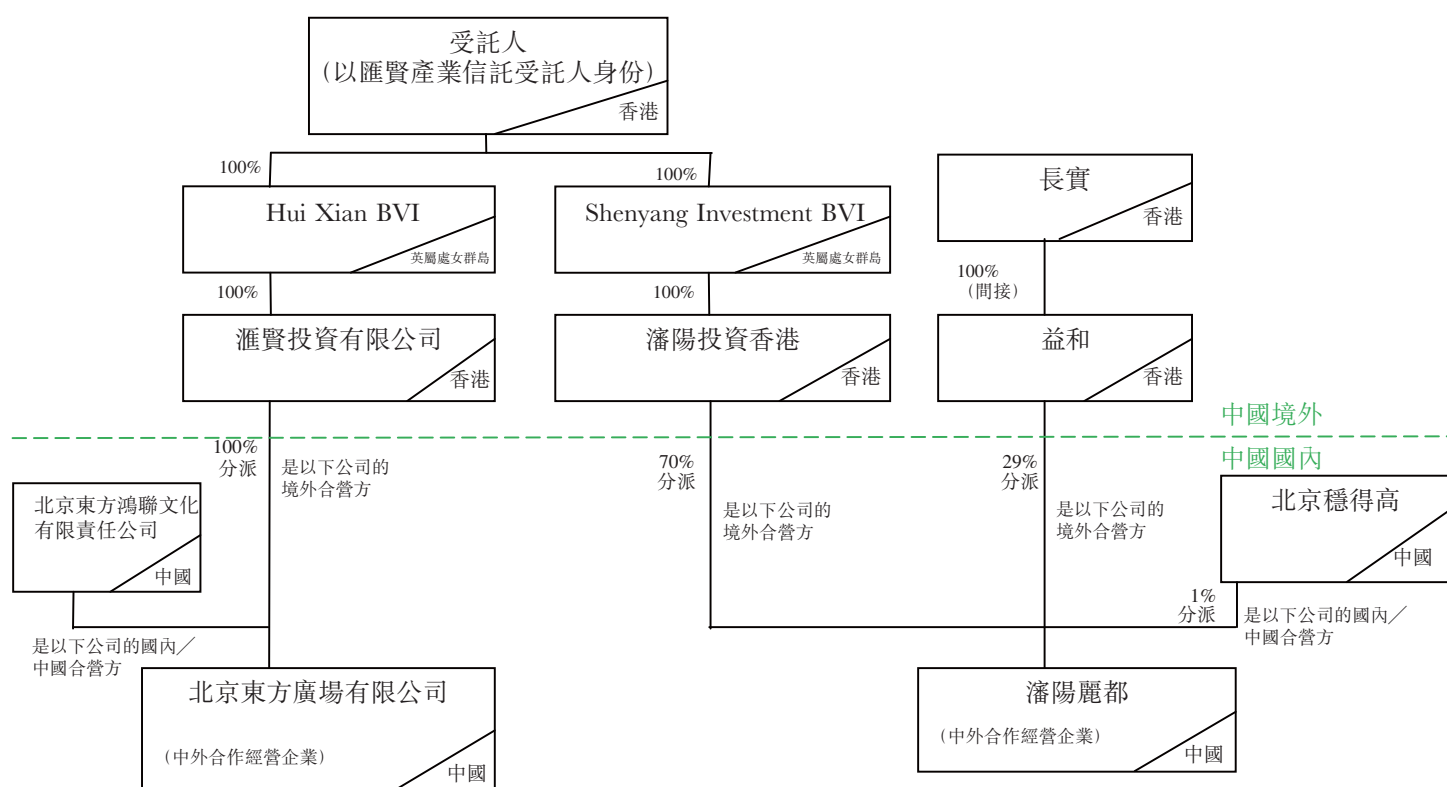 受託人
(以匯賢產業信託受託人身份)
香港
100%
100%
Hui Xian BVI
英屬處女群島
Shenyang Investment BVI
英屬處女群島
長實
香港
100%
100%
100%
(間接)
滙賢投資有限公司
香港
瀋陽投資香港
香港
益和
香港
中國境外
中國國內
100%
分派
是以下公司的
境外合營方
70%
分派
是以下公司的
境外合營方
29%
分派
是以下公司的
境外合營方
北京東方鴻聯文化
有限責任公司
中國
北京穩得高
中國
1%
分派
是以下公司的國內╱
中國合營方
是以下公司的國內╱
中國合營方
北京東方廣場有限公司
(中外合作經營企業)
中國
瀋陽麗都
(中外合作經營企業)
中國